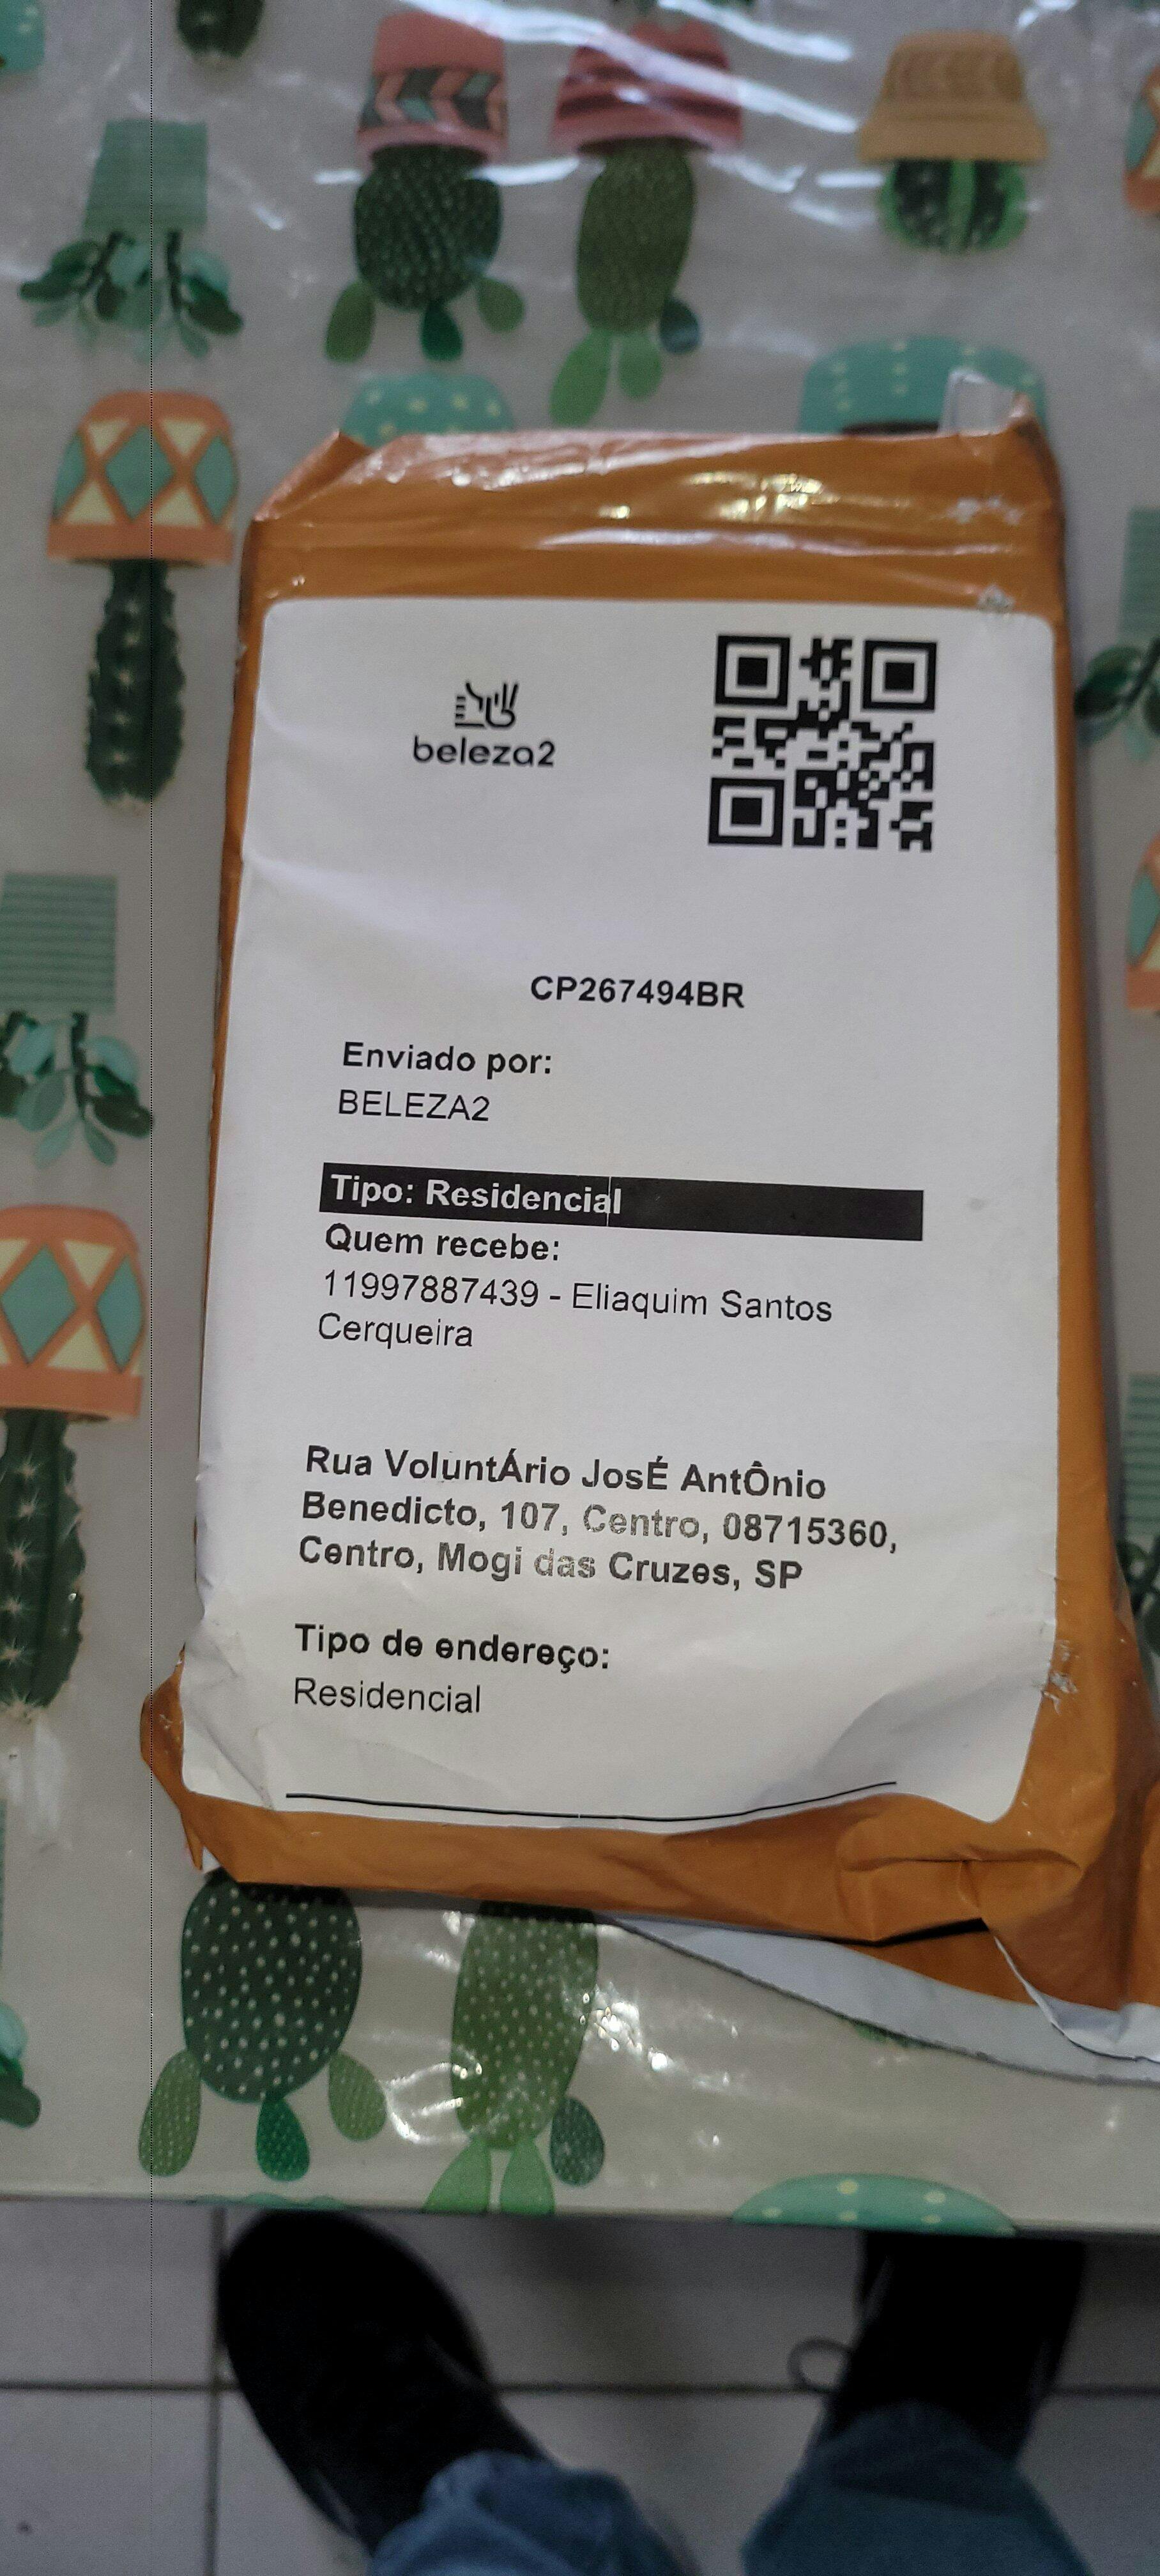 beleza2
CP267494BR
Enviado por:
BELEZA2
Tipo: Residencial
Quem recebe:
11997887439 - Eliaquim Santos
Cerqueira
Rua VoluntÁrio JosÉ AntÔnio
Benedicto, 107, Centro, 08715360,
Centro, Mogi das Cruzes, SP
Tipo de endereço:
Residencial